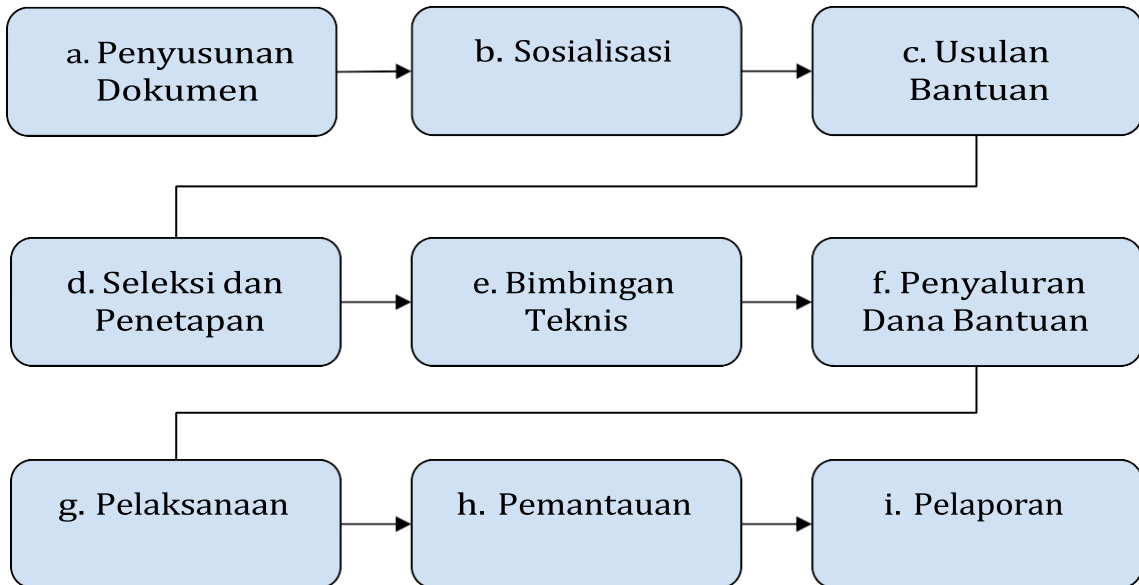 a. Penyusunan
Dokumen
b. Sosialisasi
c. Usulan
Bantuan
d. Seleksi dan
Penetapan
e. Bimbingan
Teknis
f. Penyaluran
Dana Bantuan
g. Pelaksanaan
h. Pemantauan
i. Pelaporan